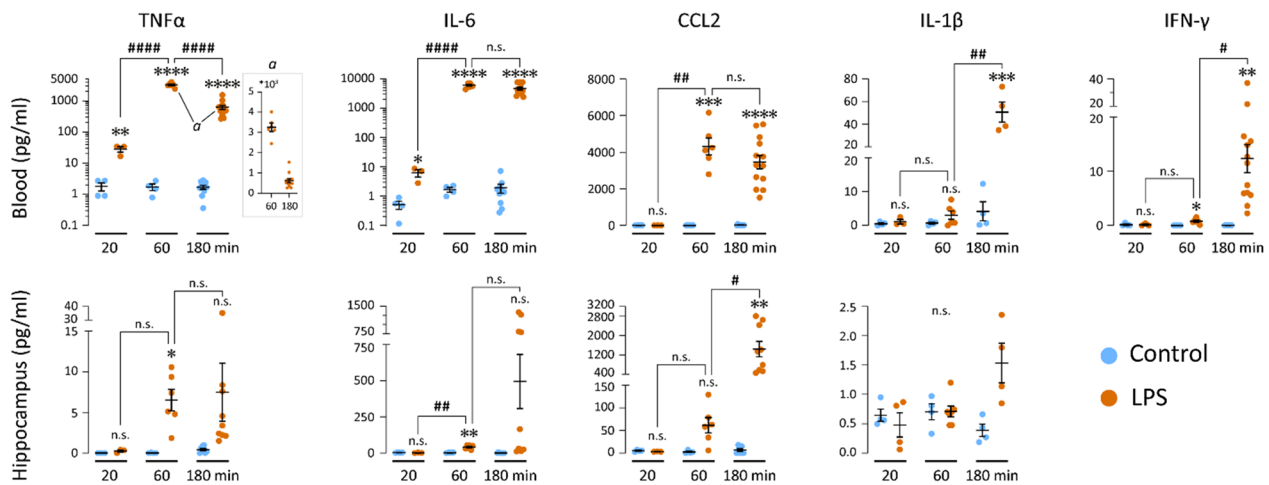 TNFα IL-6 CCL2 IL-1β IFN-γ
Blood (pg/ml)
#### ####
**** ****
**
a
a
5000
1000
100
10
1
0.1
20 60 180 min
*10³
5
4
3
2
1
0
60 180
#### n.s.
**** ****
*
10000
1000
100
10
1
0.1
20 60 180 min
## n.s.
*** ****
n.s.
8000
6000
4000
2000
0
20 60 180 min
##
***
n.s.
n.s.
80
60
40
20
20
10
0
20 60 180 min
#
**
n.s.
n.s.
*
40
20
20
10
0
20 60 180 min
Hippocampus (pg/ml)
n.s.
n.s.
n.s.
*
n.s.
40
30
15
10
5
0
20 60 180 min
n.s.
n.s.
##
n.s.
**
1500
750
750
500
250
0
20 60 180 min
#
**
n.s.
n.s.
n.s.
3200
2800
2000
1200
400
150
100
50
0
20 60 180 min
n.s.
2.5
2.0
1.5
1.0
0.5
0.0
20 60 180 min
Control
LPS